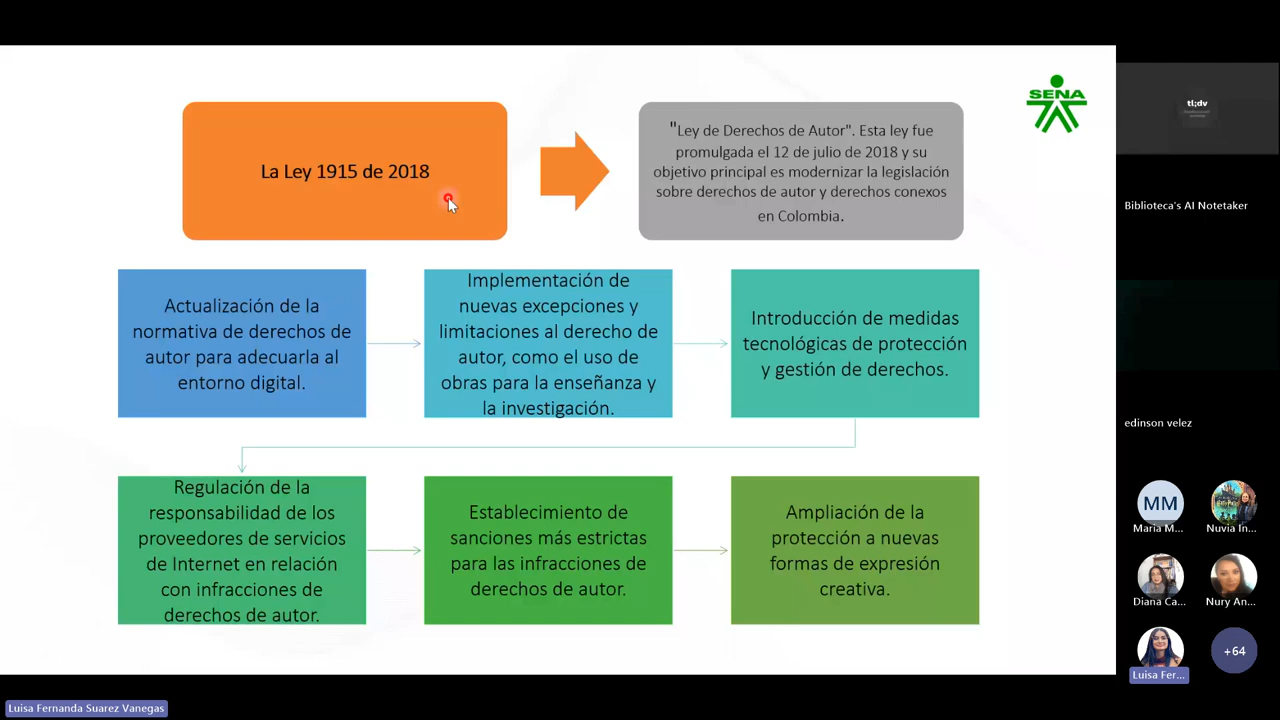 SENA
La Ley 1915 de 2018
"Ley de Derechos de Autor". Esta ley fue
promulgada el 12 de julio de 2018 y su
objetivo principal es modernizar la legislación
sobre derechos de autor y derechos conexos
en Colombia.
Actualización de la
normativa de derechos de
autor para adecuarla al
entorno digital.
Implementación de
nuevas excepciones y
limitaciones al derecho de
autor, como el uso de
obras para la enseñanza y
la investigación.
Introducción de medidas
tecnológicas de protección
y gestión de derechos.
Regulación de la
responsabilidad de los
proveedores de servicios
de Internet en relación
con infracciones de
derechos de autor.
Establecimiento de
sanciones más estrictas
para las infracciones de
derechos de autor.
Ampliación de la
protección a nuevas
formas de expresión
creativa.
tl;dv
Biblioteca's AI Notetaker
edinson velez
MM
Maria M...
Nuvia In...
Diana Ca...
Nury An...
Luisa Fer...
+64
Luisa Fernanda Suarez Vanegas